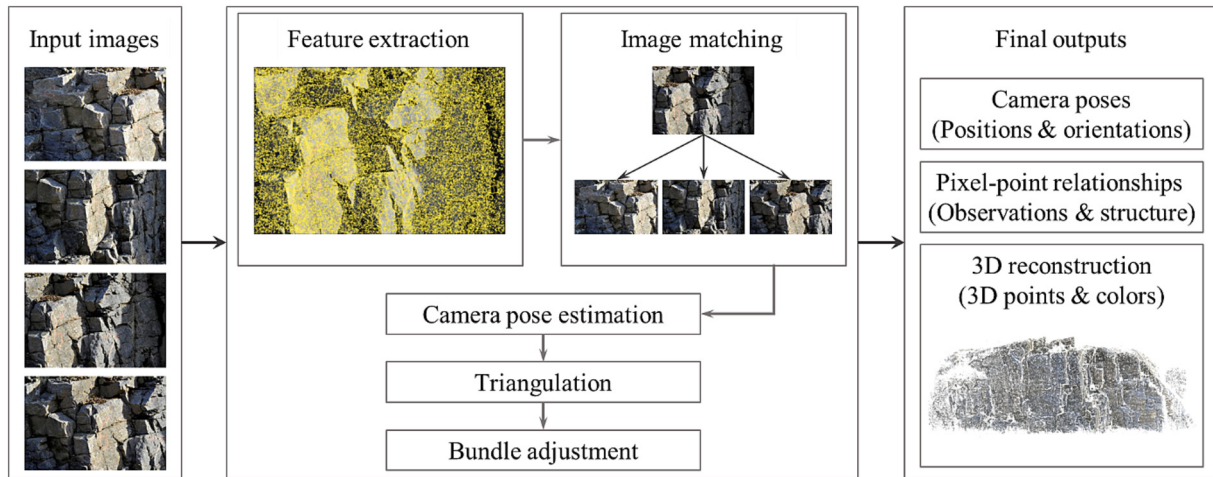 Input images
Feature extraction
Image matching
Camera pose estimation
Triangulation
Bundle adjustment
Final outputs
Camera poses
(Positions & orientations)
Pixel-point relationships
(Observations & structure)
3D reconstruction
(3D points & colors)